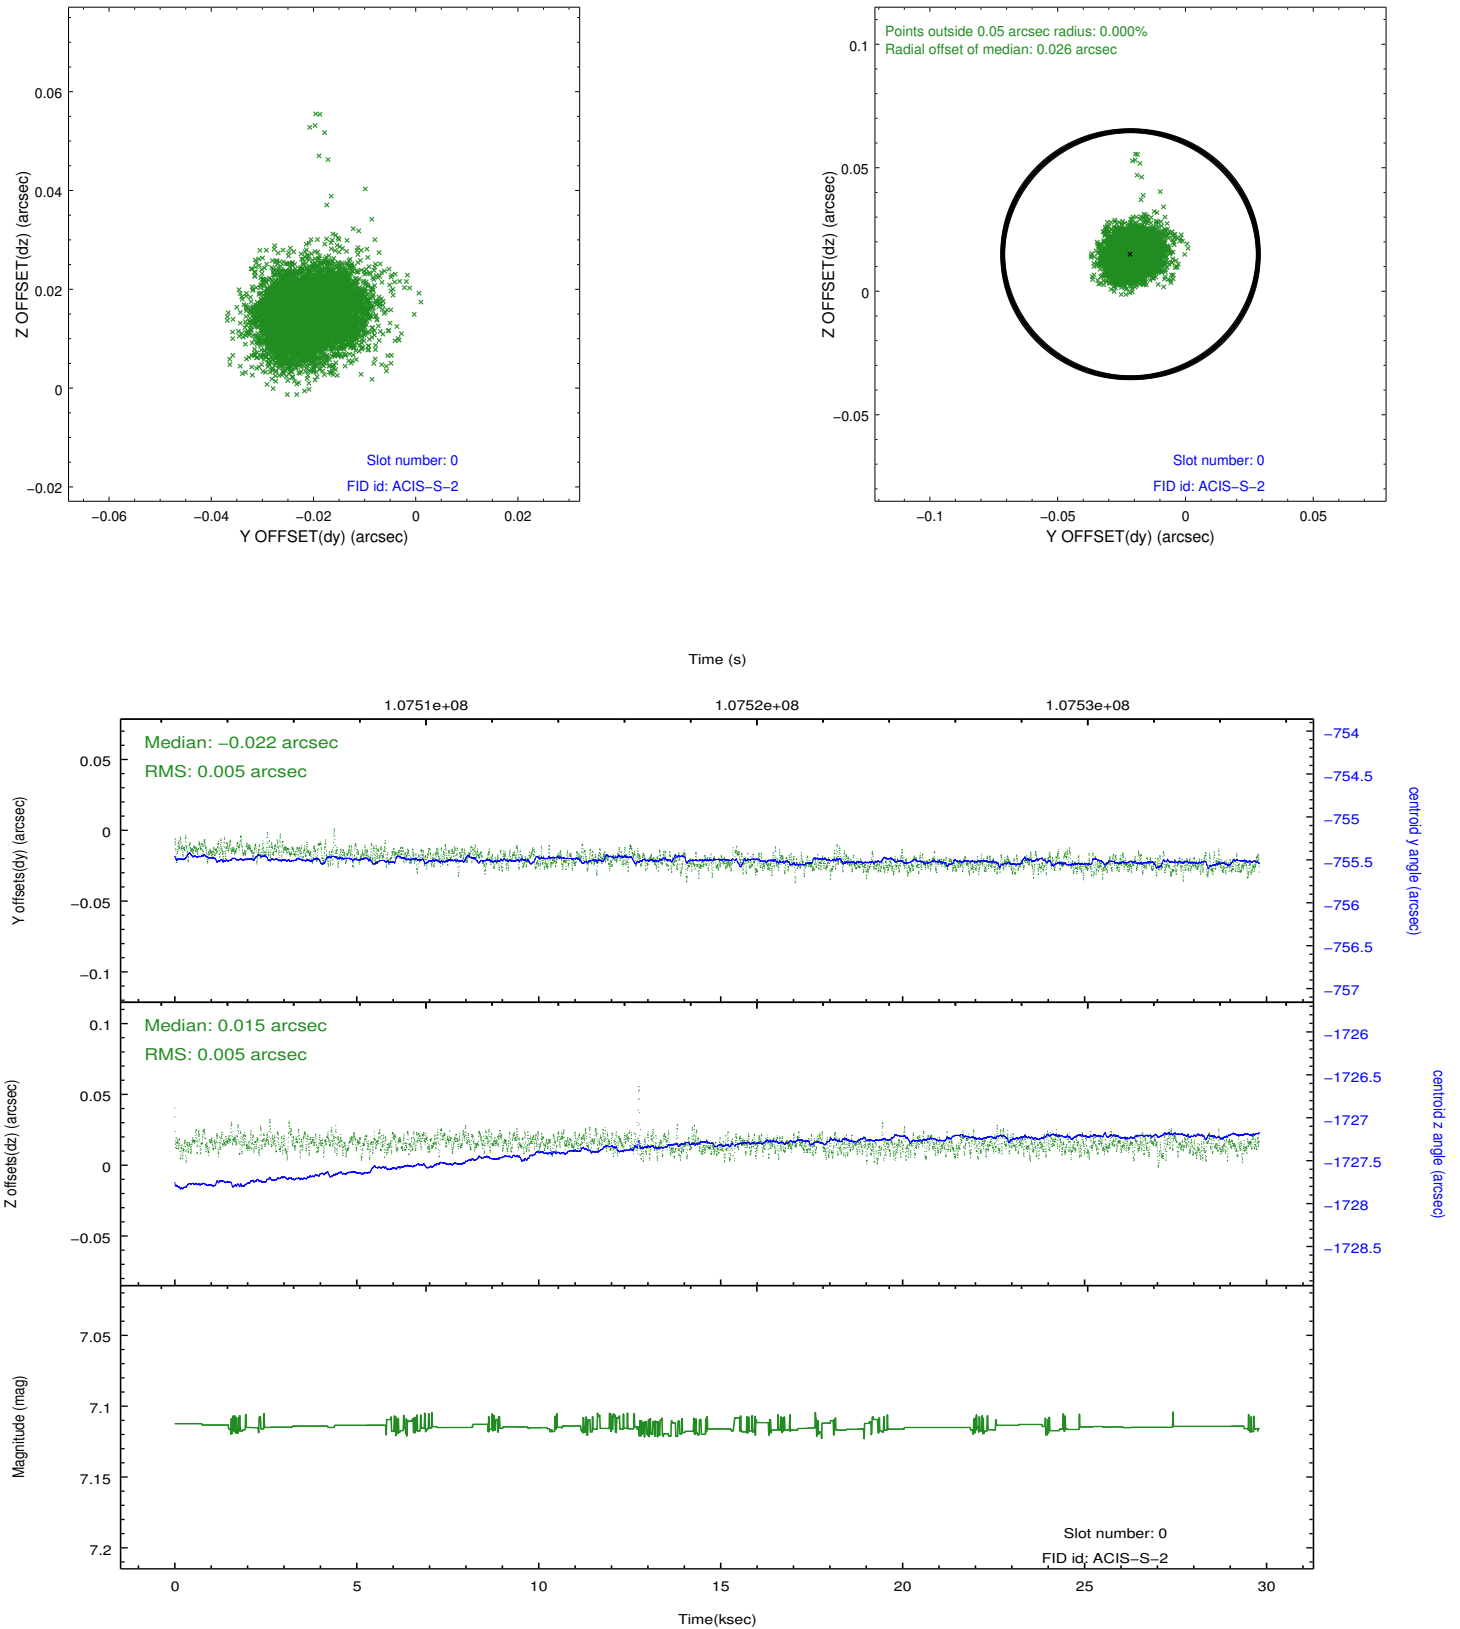 0.06
0.04
0.02
0
−0.02
Z OFFSET(dz) (arcsec)
Slot number: 0
FID id: ACIS−S−2
−0.06 −0.04 −0.02 0 0.02
Y OFFSET(dy) (arcsec)
Points outside 0.05 arcsec radius: 0.000%
Radial offset of median: 0.026 arcsec
0.1
0.05
0
−0.05
Z OFFSET(dz) (arcsec)
Slot number: 0
FID id: ACIS−S−2
−0.1 −0.05 0 0.05
Y OFFSET(dy) (arcsec)
Time (s)
1.0751e+08 1.0752e+08 1.0753e+08
Median: −0.022 arcsec
RMS: 0.005 arcsec
0.05
0
−0.05
−0.1
Y offsets(dy) (arcsec)
−754
−754.5
−755
−755.5
−756
−756.5
−757
centroid y angle (arcsec)
Median: 0.015 arcsec
RMS: 0.005 arcsec
0.1
0.05
0
−0.05
Z offsets(dz) (arcsec)
−1726
−1726.5
−1727
−1727.5
−1728
−1728.5
centroid z angle (arcsec)
7.05
7.1
7.15
7.2
Magnitude (mag)
Slot number: 0
FID id: ACIS−S−2
0 5 10 15 20 25 30
Time(ksec)